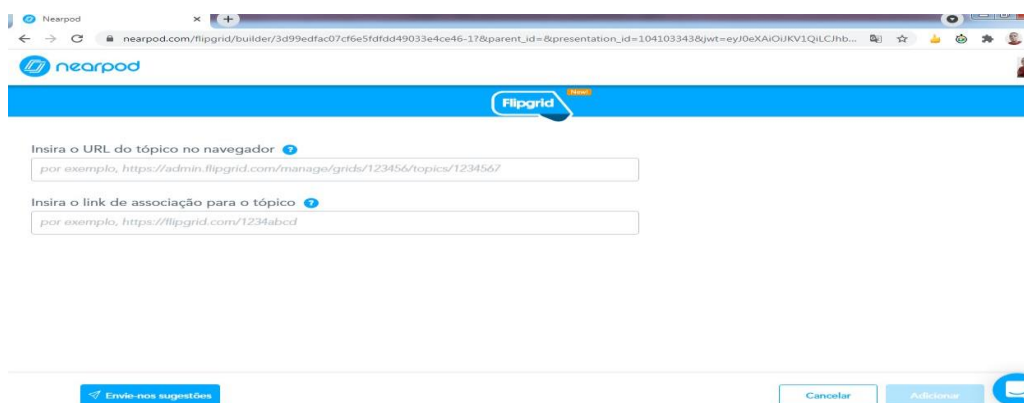 Nearpod
nearpod.com/flipgrid/builder/3d99edfac07cf6e5fdfdd49033e4ce46-1?&parent_id=&presentation_id=104103343&jwt=eyJ0eXAiOiJKV1QiLCJhb...
nearpod
Flipgrid
New!
Insira o URL do tópico no navegador ?
por exemplo, https://admin.flipgrid.com/manage/grids/123456/topics/1234567
Insira o link de associação para o tópico ?
por exemplo, https://flipgrid.com/1234abcd
Envie-nos sugestões
Cancelar
Adicionar